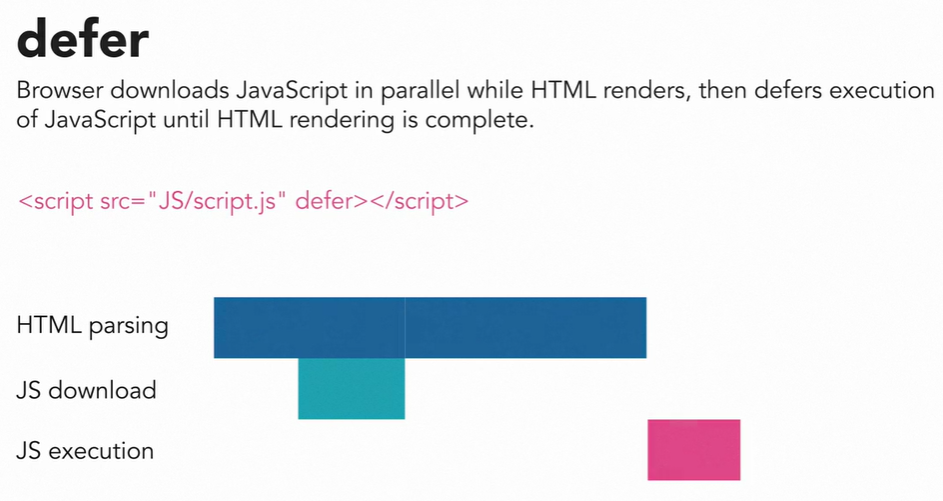 defer
Browser downloads JavaScript in parallel while HTML renders, then defers execution
of JavaScript until HTML rendering is complete.
<script src="JS/script.js" defer></script>
HTML parsing
JS download
JS execution